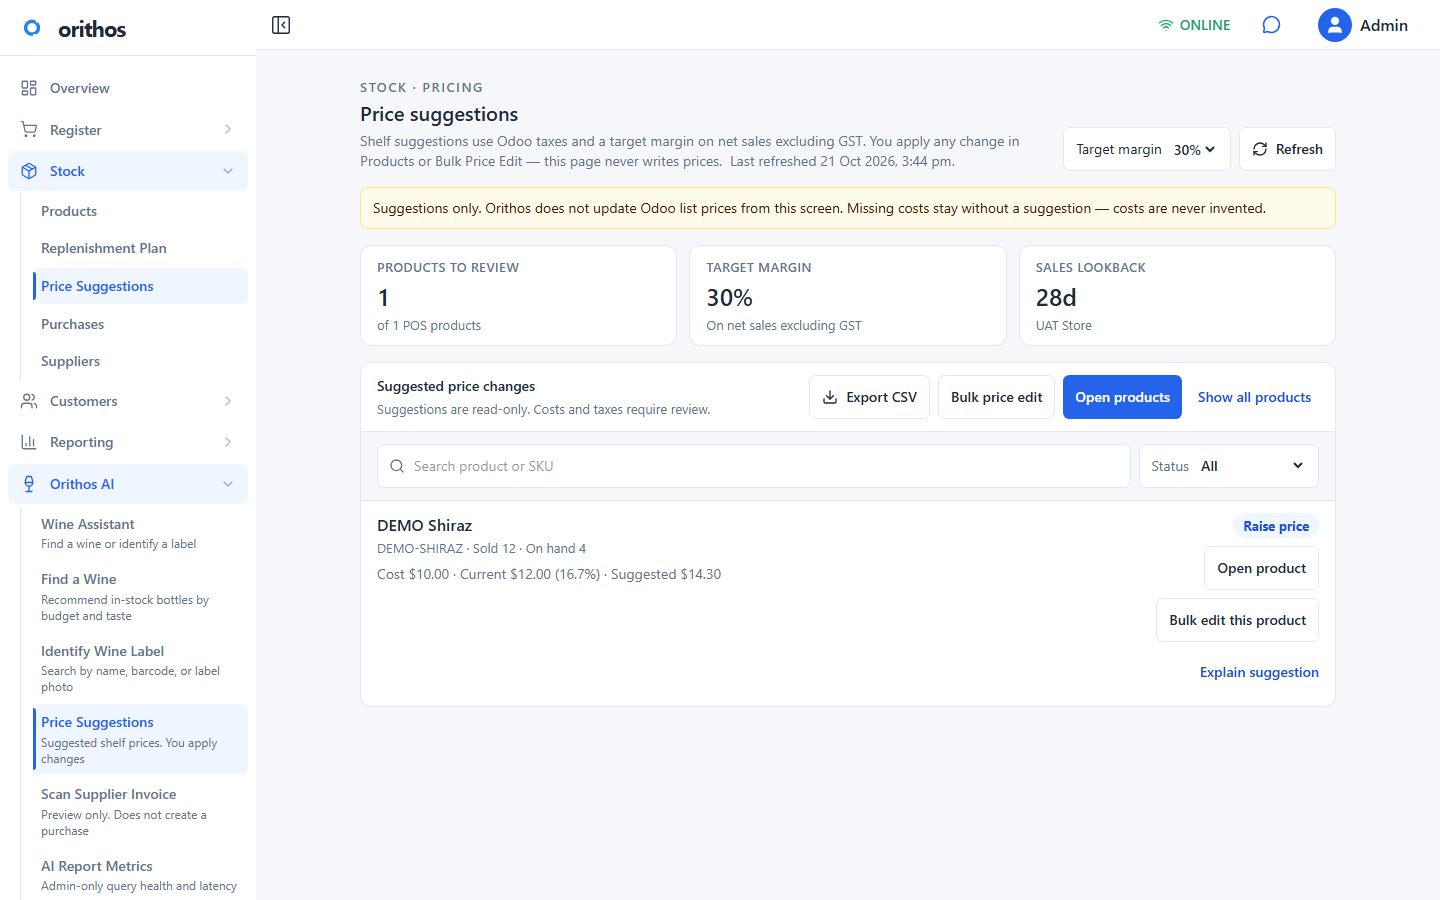 orithos
ONLINE
Admin
Overview
Register
Stock
Products
Replenishment Plan
Price Suggestions
Purchases
Suppliers
Customers
Reporting
Orithos AI
Wine Assistant
Find a wine or identify a label
Find a Wine
Recommend in-stock bottles by
budget and taste
Identify Wine Label
Search by name, barcode, or label
photo
Price Suggestions
Suggested shelf prices. You apply
changes
Scan Supplier Invoice
Preview only. Does not create a
purchase
AI Report Metrics
Admin-only query health and latency
STOCK · PRICING
Price suggestions
Shelf suggestions use Odoo taxes and a target margin on net sales excluding GST. You apply any change in
Products or Bulk Price Edit — this page never writes prices. Last refreshed 21 Oct 2026, 3:44 pm.
Target margin 30%
Refresh
Suggestions only. Orithos does not update Odoo list prices from this screen. Missing costs stay without a suggestion — costs are never invented.
PRODUCTS TO REVIEW
1
of 1 POS products
TARGET MARGIN
30%
On net sales excluding GST
SALES LOOKBACK
28d
UAT Store
Suggested price changes
Suggestions are read-only. Costs and taxes require review.
Export CSV
Bulk price edit
Open products
Show all products
Search product or SKU
Status All
DEMO Shiraz
DEMO-SHIRAZ · Sold 12 · On hand 4
Cost $10.00 · Current $12.00 (16.7%) · Suggested $14.30
Raise price
Open product
Bulk edit this product
Explain suggestion